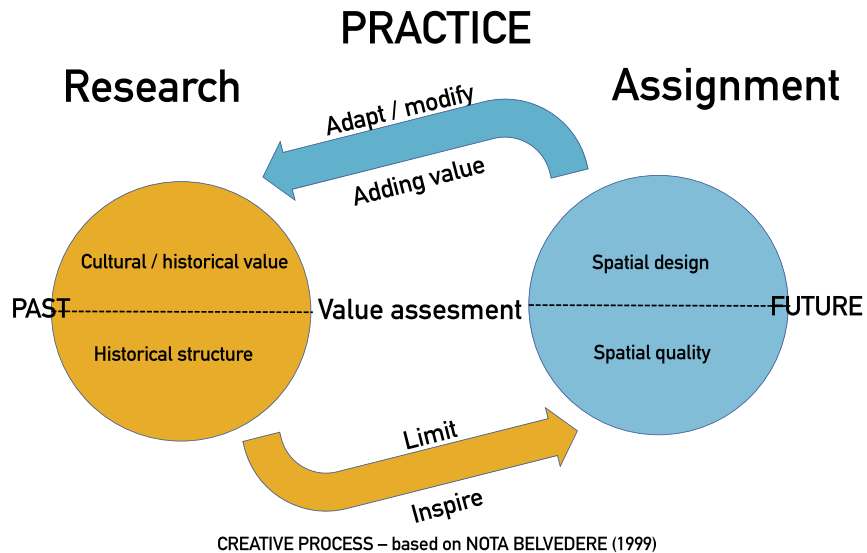 PRACTICE
Research
Assignment
Adapt / modify
Adding value
Cultural / historical value
Spatial design
PAST
Value assesment
FUTURE
Historical structure
Spatial quality
Limit
Inspire
CREATIVE PROCESS – based on NOTA BELVEDERE (1999)